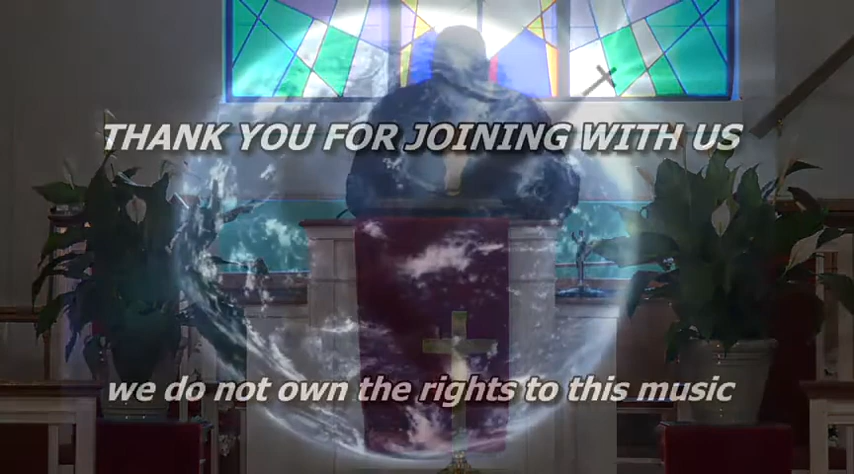 THANK YOU FOR JOINING WITH US
we do not own the rights to this music